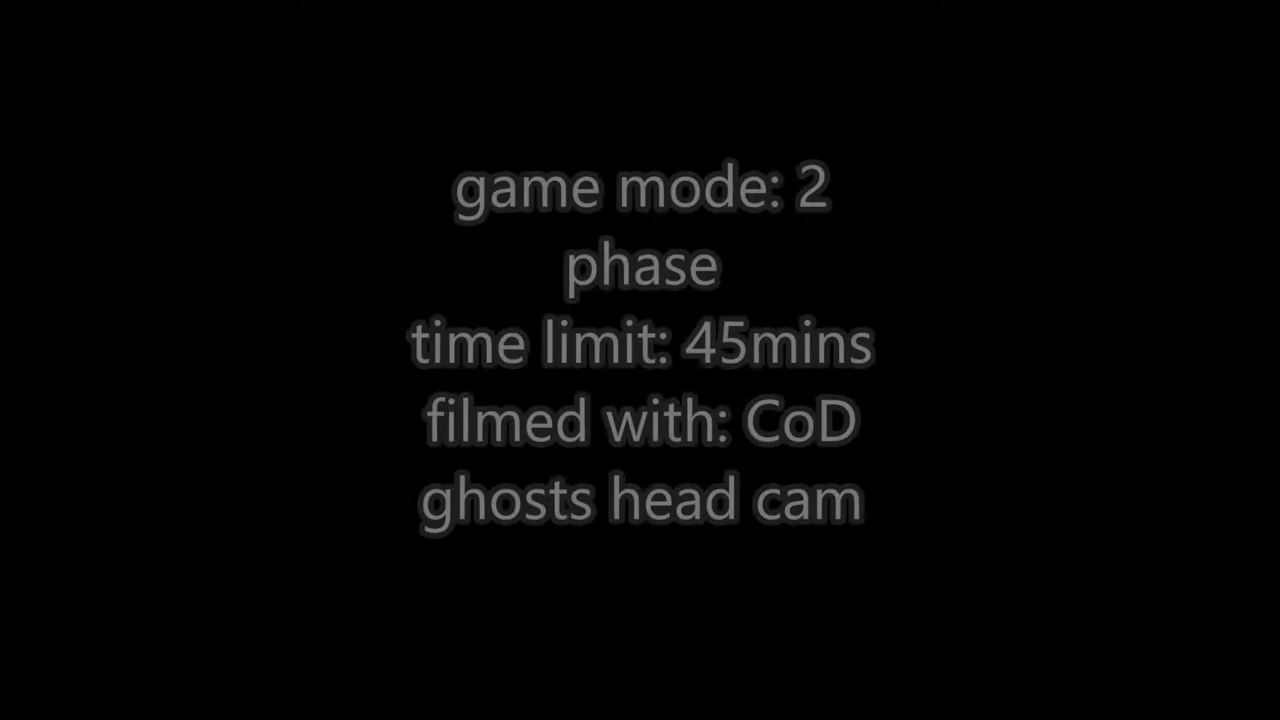 game mode: 2
phase
time limit: 45mins
filmed with: CoD
ghosts head cam